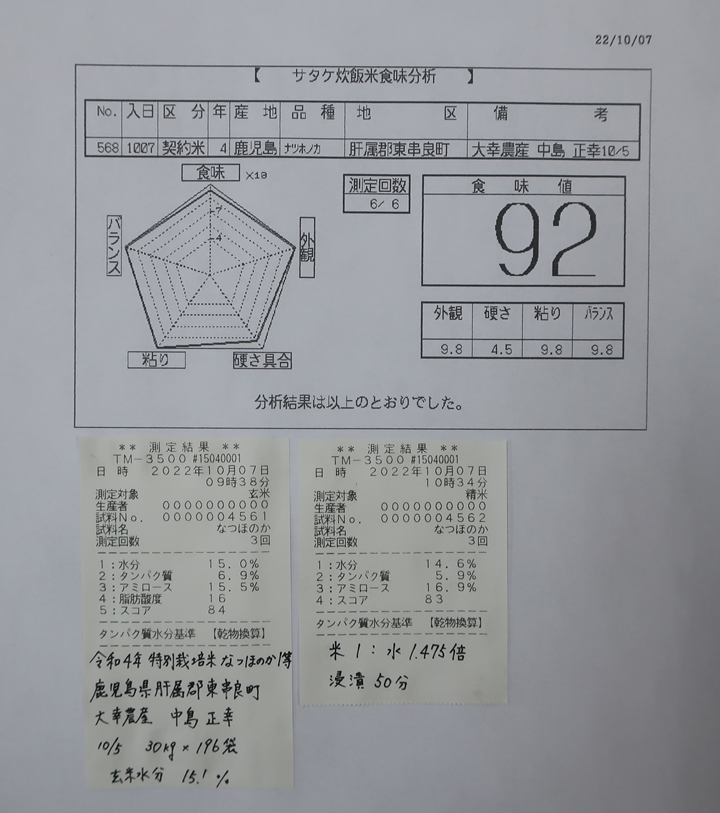 22/10/07
【 サタケ炊飯米食味分析 】
No. 入日 区分 年 産地 品種 地区 備考
568 1007 契約米 4 鹿児島 ナツホノカ 肝属郡東串良町 大幸農産 中島 正幸10/5
食味 ×10
7
4
バランス
外観
粘り
硬さ具合
測定回数
6/ 6
食味値
92
外観 硬さ 粘り バランス
9.8 4.5 9.8 9.8
分析結果は以上のとおりでした。
** 測定結果 **
TM-3500 #15040001
日時 2022年10月07日
09時38分
測定対象 玄米
生産者 0000000000
試料No. 0000004561
試料名 なつほのか
測定回数 3回
1:水分 15.0%
2:タンパク質 6.9%
3:アミロース 15.5%
4:脂肪酸度 16
5:スコア 84
タンパク質水分基準 【乾物換算】
令和4年 特別栽培米 なつほのか 1等
鹿児島県肝属郡東串良町
大幸農産 中島 正幸
10/5 30kg×196袋
玄米水分 15.1%
** 測定結果 **
TM-3500 #15040001
日時 2022年10月07日
10時34分
測定対象 精米
生産者 0000000000
試料No. 0000004562
試料名 なつほのか
測定回数 3回
1:水分 14.6%
2:タンパク質 5.9%
3:アミロース 16.9%
4:スコア 83
タンパク質水分基準 【乾物換算】
米1:水1.475倍
浸漬 50分